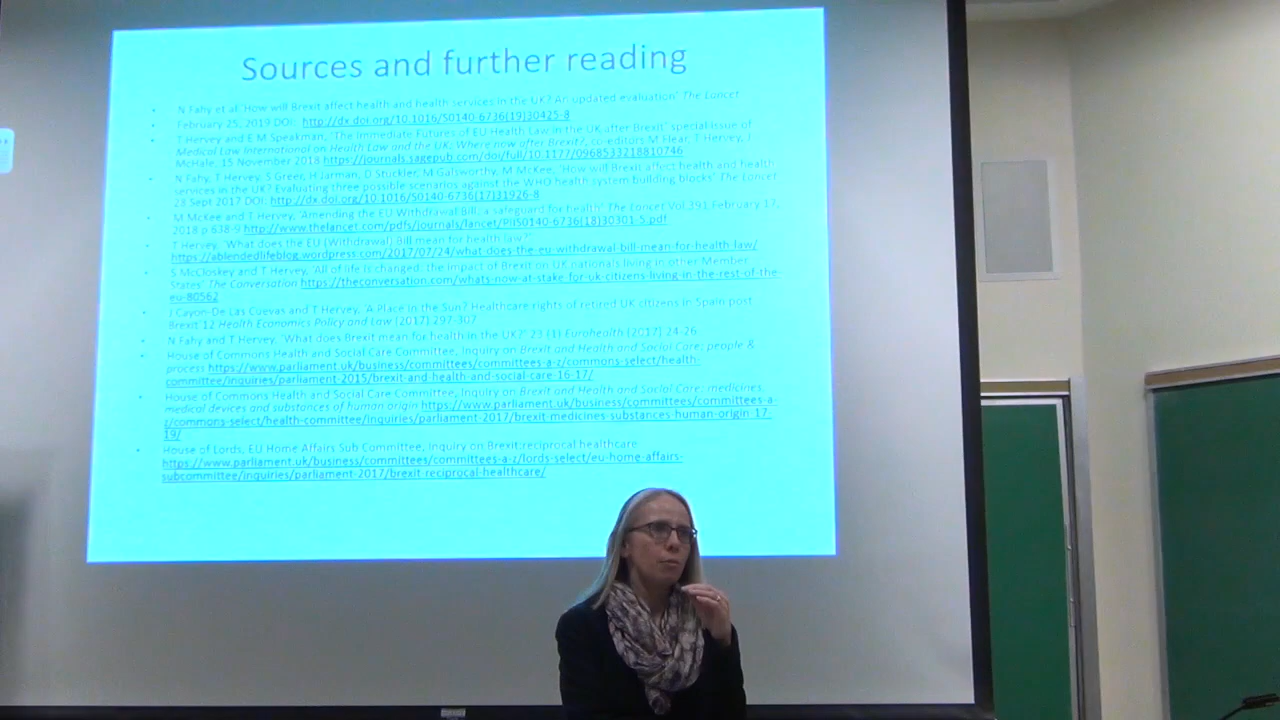 Sources and further reading
• N Fahy et al 'How will Brexit affect health and health services in the UK? An updated evaluation' The Lancet
• February 25, 2019 DOI: http://dx.doi.org/10.1016/S0140-6736(19)30425-8
• T Hervey and E M Speakman, 'The Immediate Futures of EU Health Law in the UK after Brexit' special issue of
Medical Law International on Health Law and the UK: Where now after Brexit?, co-editors M Flear, T Hervey, J
McHale, 15 November 2018 https://journals.sagepub.com/doi/full/10.1177/0968533218810746
• N Fahy, T Hervey, S Greer, H Jarman, D Stuckler, M Galsworthy, M McKee, 'How will Brexit affect health and health
services in the UK? Evaluating three possible scenarios against the WHO health system building blocks' The Lancet
28 Sept 2017 DOI: http://dx.doi.org/10.1016/S0140-6736(17)31926-8
• M McKee and T Hervey, 'Amending the EU Withdrawal Bill: a safeguard for health' The Lancet Vol 391 February 17,
2018 p 638-9 http://www.thelancet.com/pdfs/journals/lancet/PIIS0140-6736(18)30301-5.pdf
• T Hervey, 'What does the EU (Withdrawal) Bill mean for health law?'
https://ablendedlifeblog.wordpress.com/2017/07/24/what-does-the-eu-withdrawal-bill-mean-for-health-law/
• S McCloskey and T Hervey, 'All of life is changed: the impact of Brexit on UK nationals living in other Member
States' The Conversation https://theconversation.com/whats-now-at-stake-for-uk-citizens-living-in-the-rest-of-the-
eu-80562
• J Cayon-De Las Cuevas and T Hervey, 'A Place in the Sun? Healthcare rights of retired UK citizens in Spain post
Brexit' 12 Health Economics Policy and Law (2017) 297-307
• N Fahy and T Hervey, 'What does Brexit mean for health in the UK?' 23 (1) Eurohealth (2017) 24-26
• House of Commons Health and Social Care Committee, Inquiry on Brexit and Health and Social Care: people &
process https://www.parliament.uk/business/committees/committees-a-z/commons-select/health-
committee/inquiries/parliament-2015/brexit-and-health-and-social-care-16-17/
• House of Commons Health and Social Care Committee, Inquiry on Brexit and Health and Social Care: medicines,
medical devices and substances of human origin https://www.parliament.uk/business/committees/committees-a-
z/commons-select/health-committee/inquiries/parliament-2017/brexit-medicines-substances-human-origin-17-
19/
• House of Lords, EU Home Affairs Sub Committee, Inquiry on Brexit:reciprocal healthcare
https://www.parliament.uk/business/committees/committees-a-z/lords-select/eu-home-affairs-
subcommittee/inquiries/parliament-2017/brexit-reciprocal-healthcare/